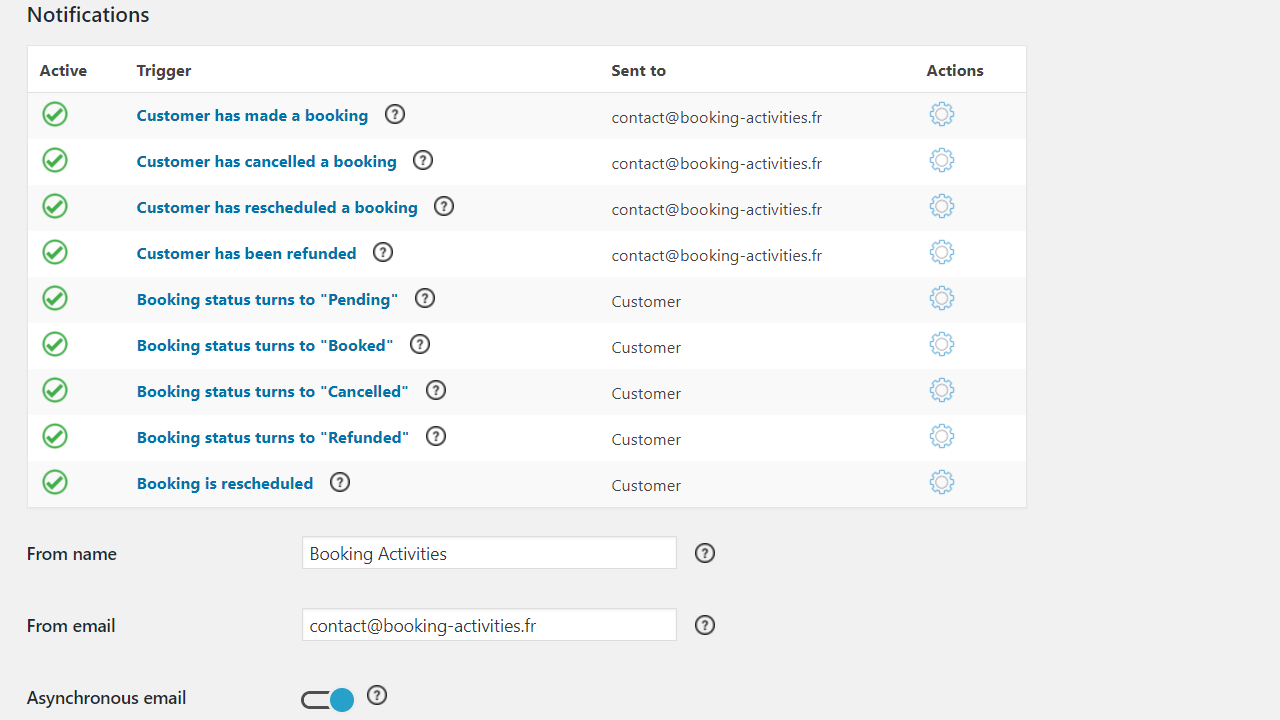 Notifications
Active Trigger Sent to Actions
Customer has made a booking ? contact@booking-activities.fr
Customer has cancelled a booking ? contact@booking-activities.fr
Customer has rescheduled a booking ? contact@booking-activities.fr
Customer has been refunded ? contact@booking-activities.fr
Booking status turns to "Pending" ? Customer
Booking status turns to "Booked" ? Customer
Booking status turns to "Cancelled" ? Customer
Booking status turns to "Refunded" ? Customer
Booking is rescheduled ? Customer
From name Booking Activities ?
From email contact@booking-activities.fr ?
Asynchronous email ?